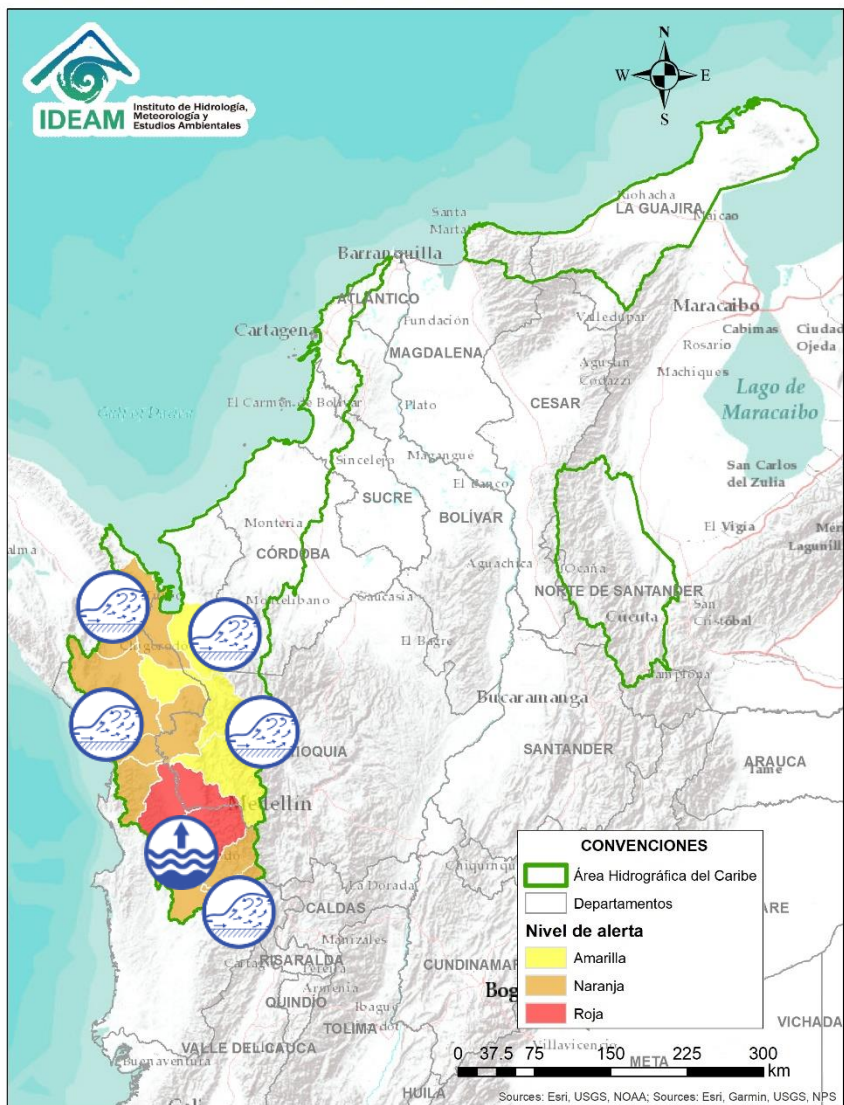 IDEAM
Instituto de Hidrología,
Meteorología y
Estudios Ambientales
N
W
E
S
Riohacha
LA GUAJIRA
Maicao
Santa
Marta
Barranquilla
ATLÁNTICO
Maracaibo
Fundación
Valledupar
Cabimas
Ciudad
Ojeda
Cartagena
MAGDALENA
Rosario
Machiques
Agustín
Codazzi
Lago de
Maracaibo
El Carmen de Bolívar
Plato
CESAR
Sincelejo
Magangue
San Carlos
del Zulia
SUCRE
El Banco
Montería
BOLÍVAR
El Vigía
CÓRDOBA
Aguachica
Ocaña
NORTE DE SANTANDER
Montelibano
Caucasia
Cucuta
San
Cristóbal
El Bagre
Pamplona
Bucaramanga
SANTANDER
ARAUCA
Tame
Medellín
CALDAS
La Dorada
Manizales
RISARALDA
Pereira
Armenia
QUINDÍO
Ibague
TOLIMA
VALLE DEL CAUCA
Buenaventura
HUILA
Villavicencio
META
VICHADA
CONVENCIONES
Área Hidrográfica del Caribe
Departamentos
Nivel de alerta
Amarilla
Naranja
Roja
0 37.5 75 150 225 300
km
Sources: Esri, USGS, NOAA; Sources: Esri, Garmin, USGS, NPS